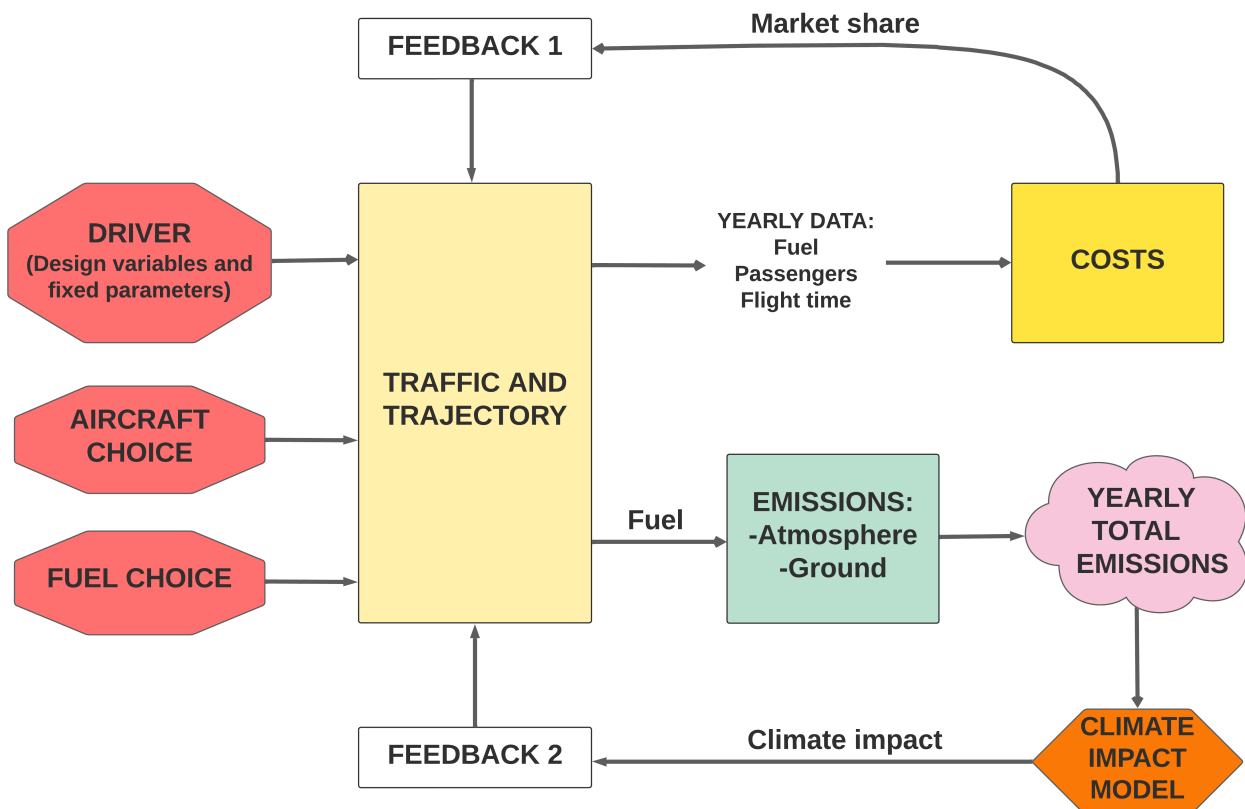 Market share
FEEDBACK 1
DRIVER
(Design variables and
fixed parameters)
YEARLY DATA:
Fuel
Passengers
Flight time
COSTS
TRAFFIC AND
TRAJECTORY
AIRCRAFT
CHOICE
FUEL CHOICE
Fuel
EMISSIONS:
-Atmosphere
-Ground
YEARLY
TOTAL
EMISSIONS
FEEDBACK 2
Climate impact
CLIMATE
IMPACT
MODEL